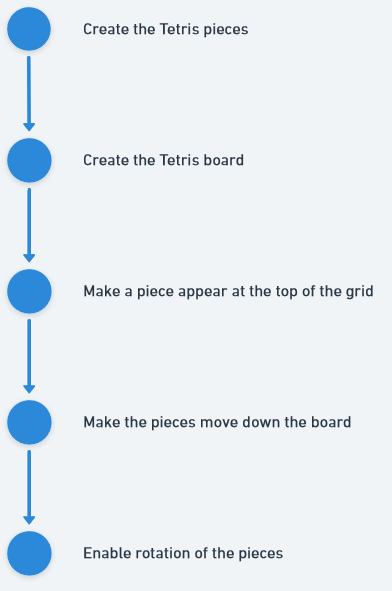 Create the Tetris pieces
Create the Tetris board
Make a piece appear at the top of the grid
Make the pieces move down the board
Enable rotation of the pieces